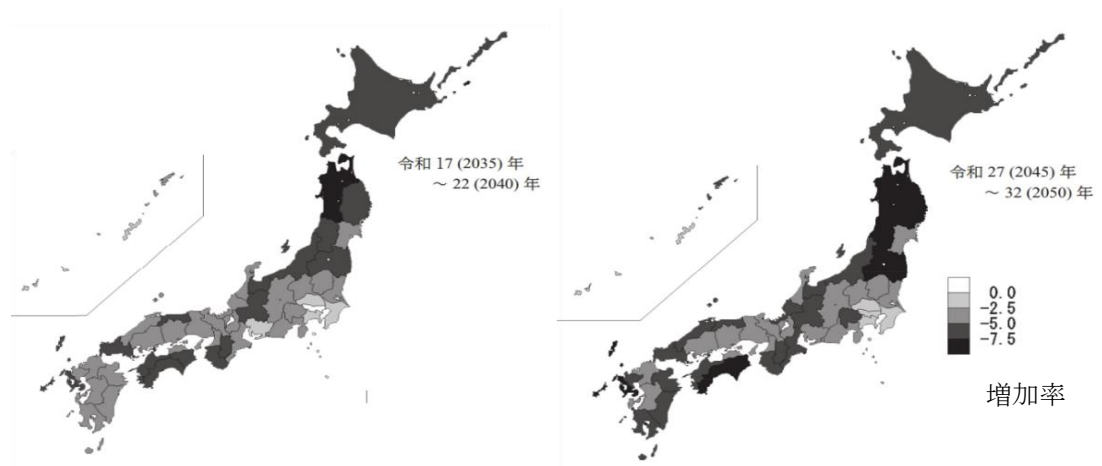 令和 17 (2035) 年
～ 22 (2040) 年
令和 27 (2045) 年
～ 32 (2050) 年
0.0
-2.5
-5.0
-7.5
増加率